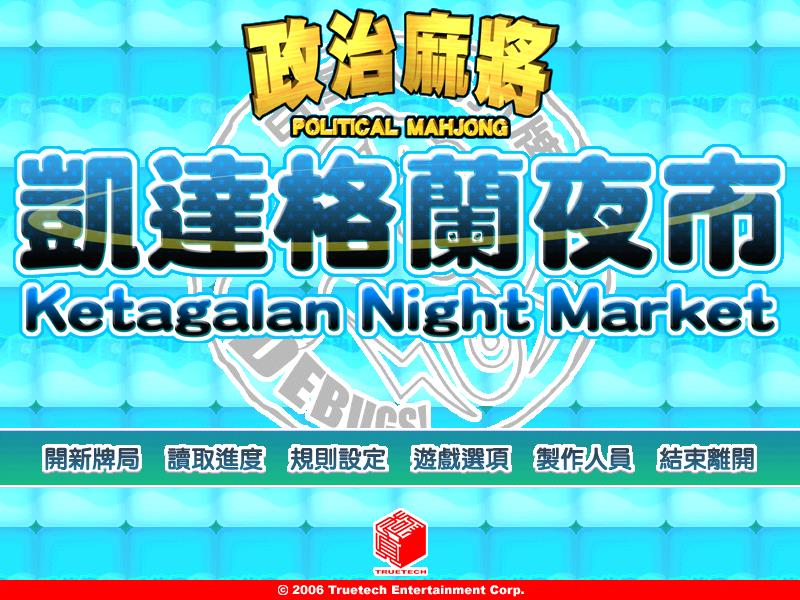 政治麻將
POLITICAL MAHJONG
凱達格蘭夜市
Ketagalan Night Market
DEBUGS!
開新牌局 讀取進度 規則設定 遊戲選項 製作人員 結束離開
TRUETECH
© 2006 Truetech Entertainment Corp.